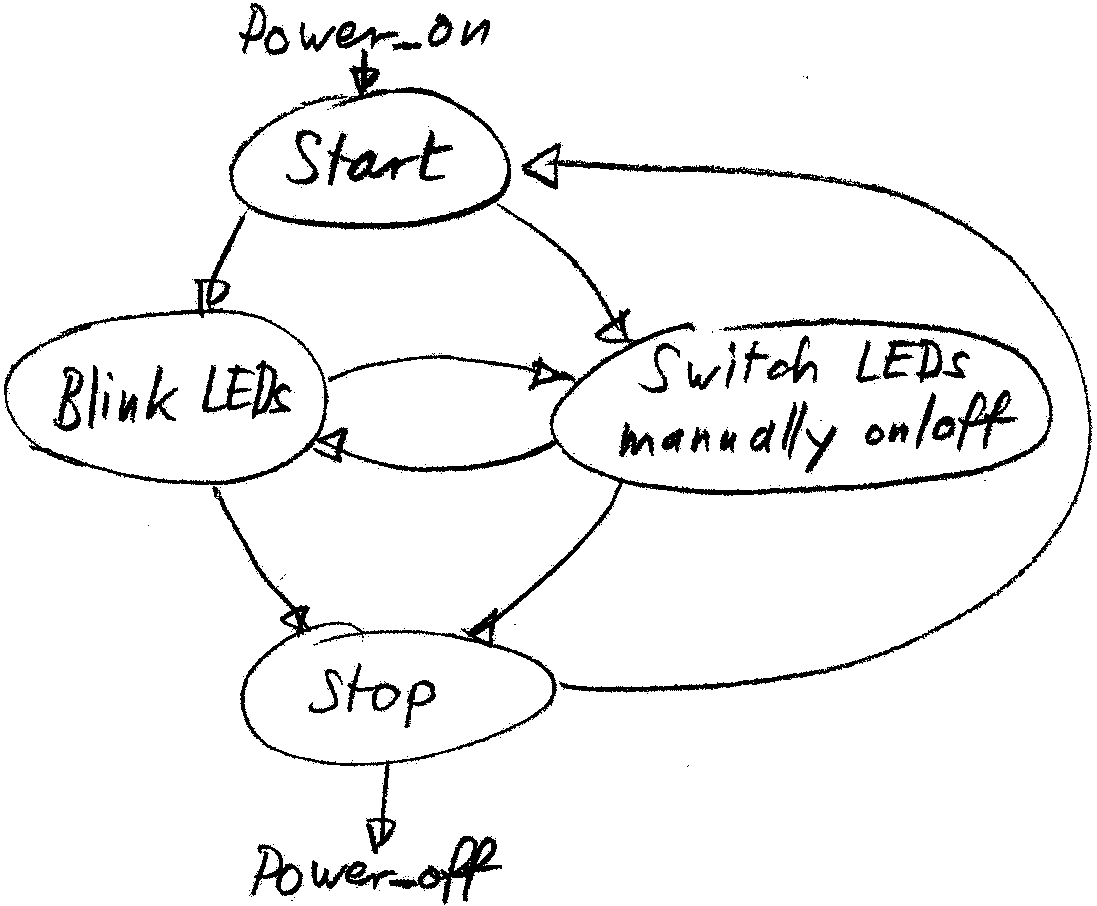 Power_on
Start
Blink LEDs
Switch LEDs
manually on/off
Stop
Power_off